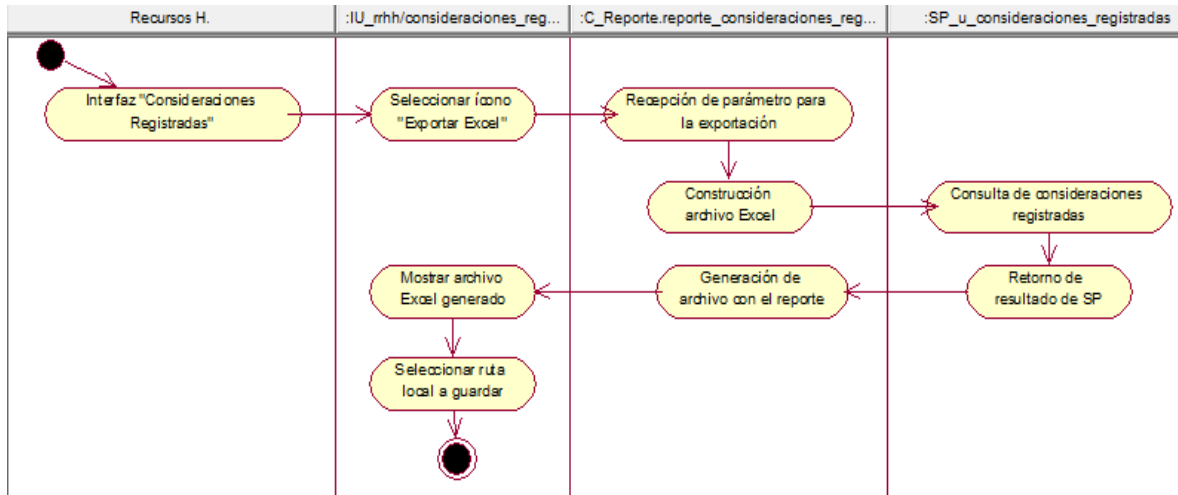 Recursos H.
:IU_rrhh/consideraciones_reg...
:C_Reporte.reporte_consideraciones_reg...
:SP_u_consideraciones_registradas
Interfaz "Consideraciones
Registradas"
Seleccionar ícono
"Exportar Excel"
Recepción de parámetro para
la exportación
Construcción
archivo Excel
Consulta de consideraciones
registradas
Mostrar archivo
Excel generado
Generación de
archivo con el reporte
Retorno de
resultado de SP
Seleccionar ruta
local a guardar